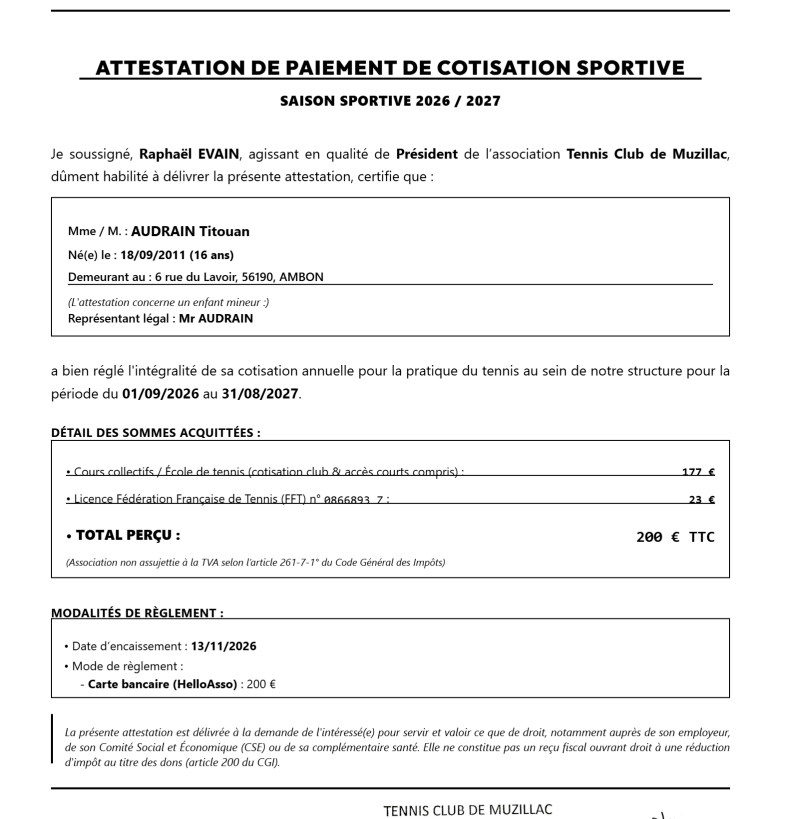 ATTESTATION DE PAIEMENT DE COTISATION SPORTIVE
SAISON SPORTIVE 2026 / 2027
Je soussigné, Raphaël EVAIN, agissant en qualité de Président de l'association Tennis Club de Muzillac,
dûment habilité à délivrer la présente attestation, certifie que :
Mme / M. : AUDRAIN Titouan
Né(e) le : 18/09/2011 (16 ans)
Demeurant au : 6 rue du Lavoir, 56190, AMBON
(L'attestation concerne un enfant mineur :)
Représentant légal : Mr AUDRAIN
a bien réglé l'intégralité de sa cotisation annuelle pour la pratique du tennis au sein de notre structure pour la
période du 01/09/2026 au 31/08/2027.
DÉTAIL DES SOMMES ACQUITTÉES :
• Cours collectifs / École de tennis (cotisation club & accès courts compris) : 177 €
• Licence Fédération Française de Tennis (FFT) n° 0866893 Z : 23 €
• TOTAL PERÇU : 200 € TTC
(Association non assujettie à la TVA selon l'article 261-7-1° du Code Général des Impôts)
MODALITÉS DE RÈGLEMENT :
• Date d'encaissement : 13/11/2026
• Mode de règlement :
- Carte bancaire (HelloAsso) : 200 €
La présente attestation est délivrée à la demande de l'intéressé(e) pour servir et valoir ce que de droit, notamment auprès de son employeur,
de son Comité Social et Économique (CSE) ou de sa complémentaire santé. Elle ne constitue pas un reçu fiscal ouvrant droit à une réduction
d'impôt au titre des dons (article 200 du CGI).
TENNIS CLUB DE MUZILLAC